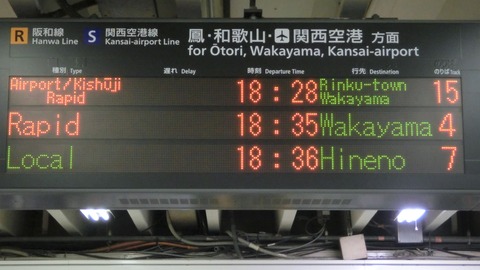 R 阪和線 S 関西空港線 鳳・和歌山・関西空港 方面
Hanwa Line Kansai-airport Line for Ōtori, Wakayama, Kansai-airport
種別 Type 遅れ Delay 時刻 Departure Time 行先 Destination のりば Track
Airport/Kishūji Rapid 18:28 Rinku-town Wakayama 15
Rapid 18:35 Wakayama 4
Local 18:36 Hineno 7